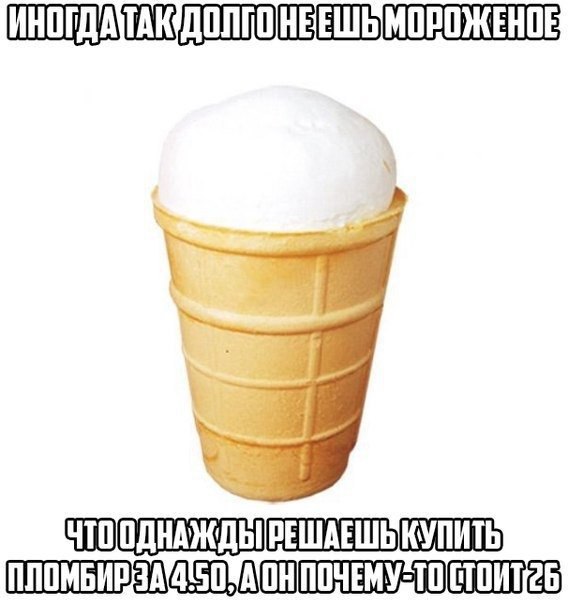 ИНОГДА ТАК ДОЛГО НЕ ЕШЬ МОРОЖЕНОЕ
ЧТО ОДНАЖДЫ РЕШАЕШЬ КУПИТЬ
ПЛОМБИР ЗА 4.50, А ОН ПОЧЕМУ-ТО СТОИТ 26